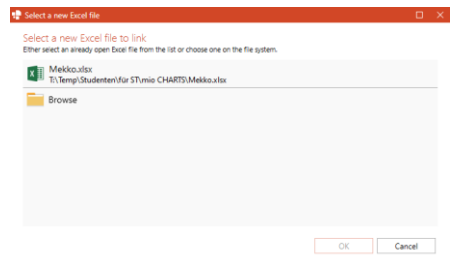 Select a new Excel file
Select a new Excel file to link
Either select an already open Excel file from the list or choose one on the file system.
Mekko.xlsx
T:\Temp\Studenten\für ST\mio CHARTS\Mekko.xlsx
Browse
OK
Cancel